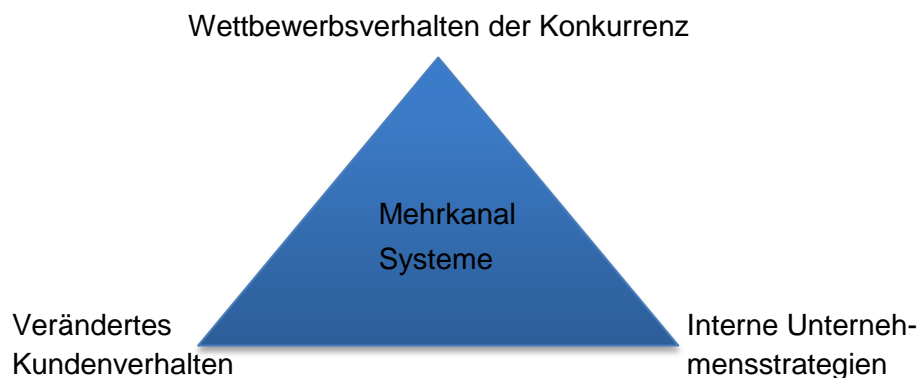 Wettbewerbsverhalten der Konkurrenz
Mehrkanal
Systeme
Verändertes
Kundenverhalten
Interne Unterneh-
mensstrategien